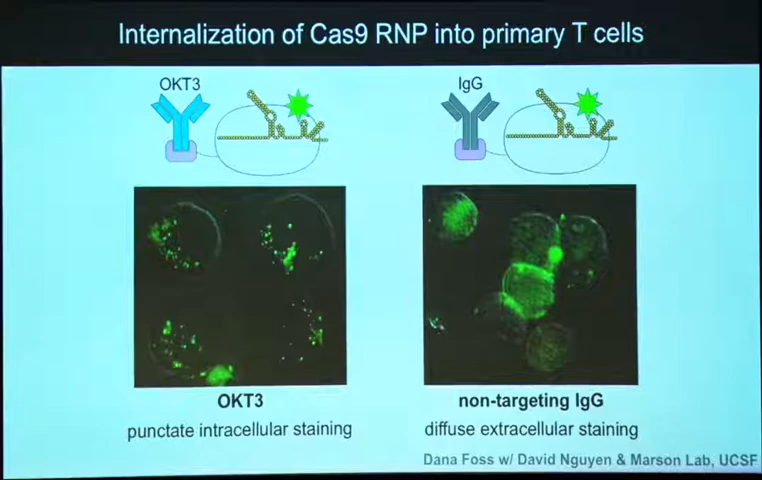 Internalization of Cas9 RNP into primary T cells
OKT3
IgG
OKT3
non-targeting IgG
punctate intracellular staining
diffuse extracellular staining
Dana Foss w/ David Nguyen & Marson Lab, UCSF